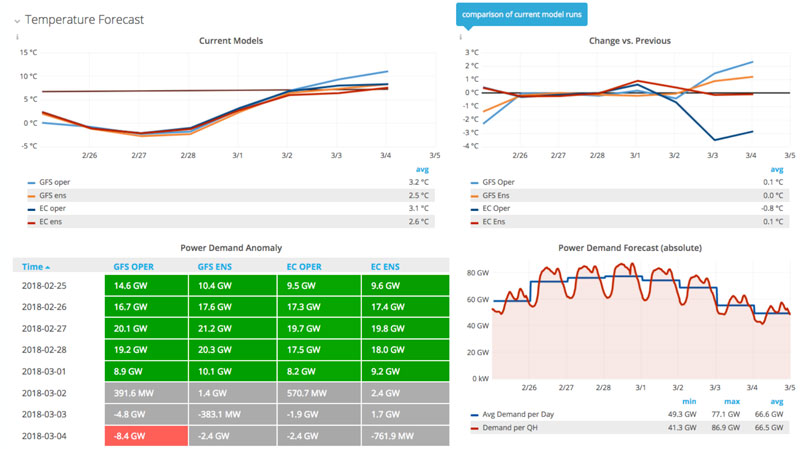 Temperature Forecast
comparison of current model runs
i
Current Models
15 °C
10 °C
5 °C
0 °C
-5 °C
2/26 2/27 2/28 3/1 3/2 3/3 3/4 3/5
avg
GFS oper 3.2 °C
GFS ens 2.5 °C
EC oper 3.1 °C
EC ens 2.6 °C
i
Change vs. Previous
3 °C
2 °C
1 °C
0 °C
-1 °C
-2 °C
-3 °C
-4 °C
2/26 2/27 2/28 3/1 3/2 3/3 3/4 3/5
avg
GFS Oper 0.1 °C
GFS Ens 0.0 °C
EC Oper -0.8 °C
EC Ens 0.1 °C
Power Demand Anomaly
Time GFS OPER GFS ENS EC OPER EC ENS
2018-02-25 14.6 GW 10.4 GW 9.5 GW 9.6 GW
2018-02-26 16.7 GW 17.6 GW 17.3 GW 17.4 GW
2018-02-27 20.1 GW 21.2 GW 19.7 GW 19.8 GW
2018-02-28 19.2 GW 20.3 GW 17.5 GW 18.0 GW
2018-03-01 8.9 GW 10.1 GW 8.2 GW 9.2 GW
2018-03-02 391.6 MW 1.4 GW 570.7 MW 2.4 GW
2018-03-03 -4.8 GW -383.1 MW -1.9 GW 1.7 GW
2018-03-04 -8.4 GW -2.4 GW -2.4 GW -761.9 MW
Power Demand Forecast (absolute)
80 GW
60 GW
40 GW
20 GW
0 kW
2/26 2/27 2/28 3/1 3/2 3/3 3/4 3/5
min max avg
Avg Demand per Day 49.3 GW 77.1 GW 66.6 GW
Demand per QH 41.3 GW 86.9 GW 66.5 GW